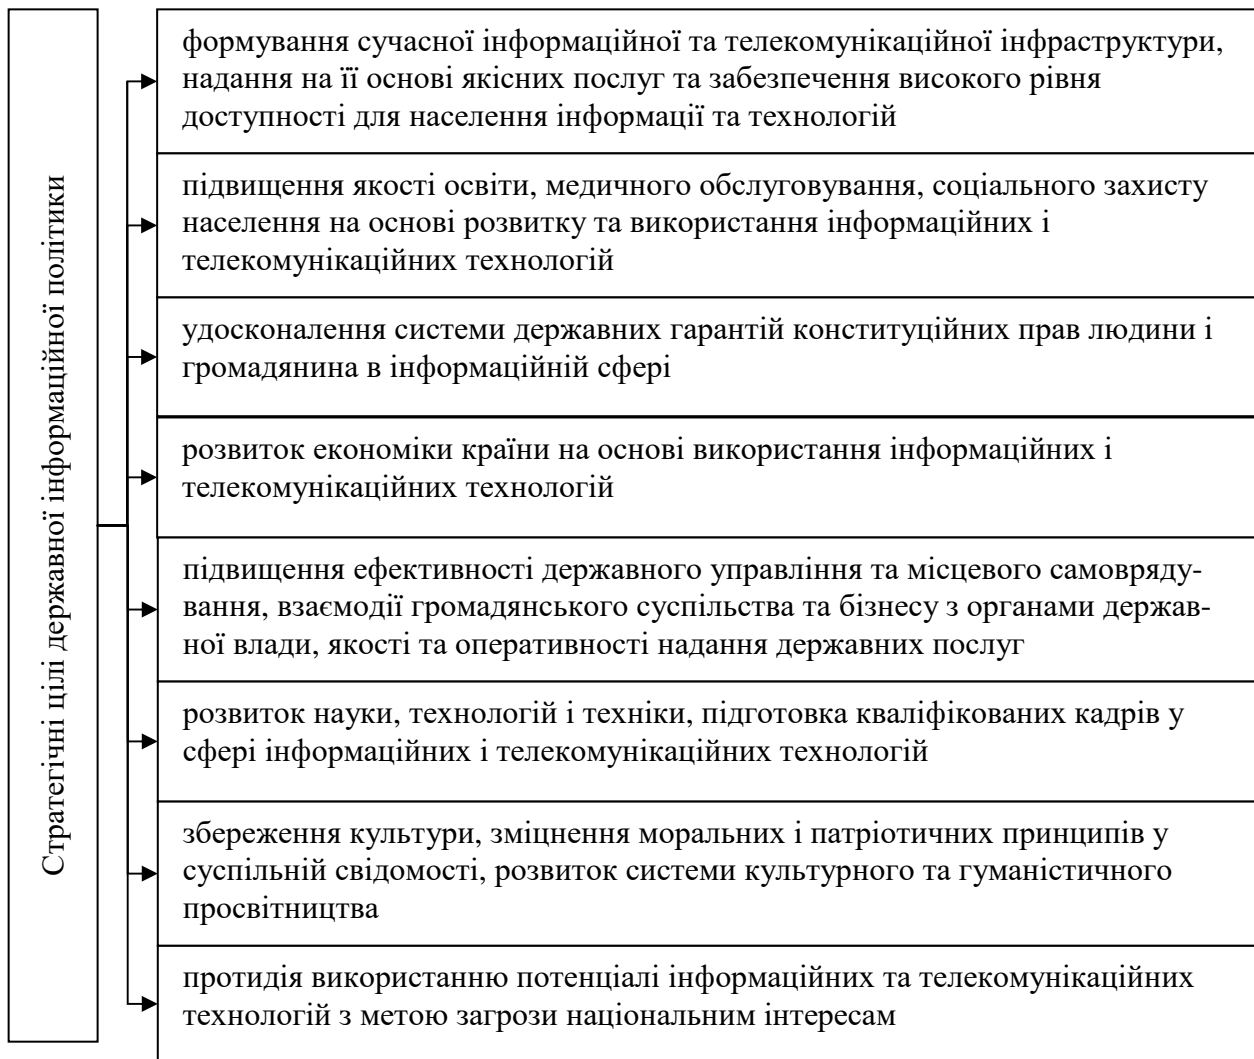 Стратегічні цілі державної інформаційної політики
формування сучасної інформаційної та телекомунікаційної інфраструктури,
надання на її основі якісних послуг та забезпечення високого рівня
доступності для населення інформації та технологій
підвищення якості освіти, медичного обслуговування, соціального захисту
населення на основі розвитку та використання інформаційних і
телекомунікаційних технологій
удосконалення системи державних гарантій конституційних прав людини і
громадянина в інформаційній сфері
розвиток економіки країни на основі використання інформаційних і
телекомунікаційних технологій
підвищення ефективності державного управління та місцевого самовряду-
вання, взаємодії громадянського суспільства та бізнесу з органами держав-
ної влади, якості та оперативності надання державних послуг
розвиток науки, технологій і техніки, підготовка кваліфікованих кадрів у
сфері інформаційних і телекомунікаційних технологій
збереження культури, зміцнення моральних і патріотичних принципів у
суспільній свідомості, розвиток системи культурного та гуманістичного
просвітництва
протидія використанню потенціалі інформаційних та телекомунікаційних
технологій з метою загрози національним інтересам